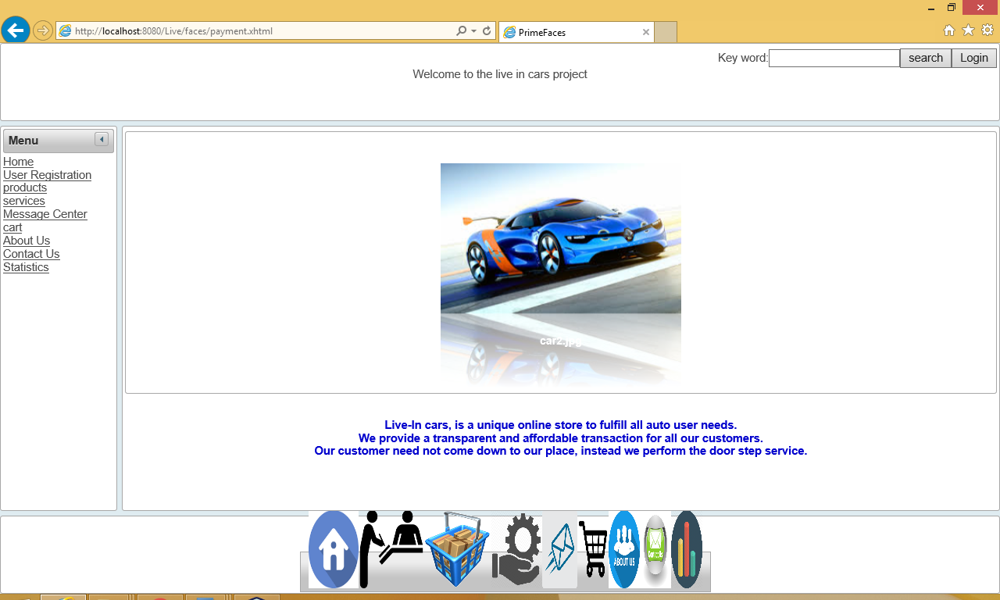 http://localhost:8080/Live/faces/payment.xhtml
PrimeFaces
Key word:
search
Login
Welcome to the live in cars project
Menu
Home
User Registration
products
services
Message Center
cart
About Us
Contact Us
Statistics
car2.jpg
Live-In cars, is a unique online store to fulfill all auto user needs.
We provide a transparent and affordable transaction for all our customers.
Our customer need not come down to our place, instead we perform the door step service.
ABOUT US
Contact Us